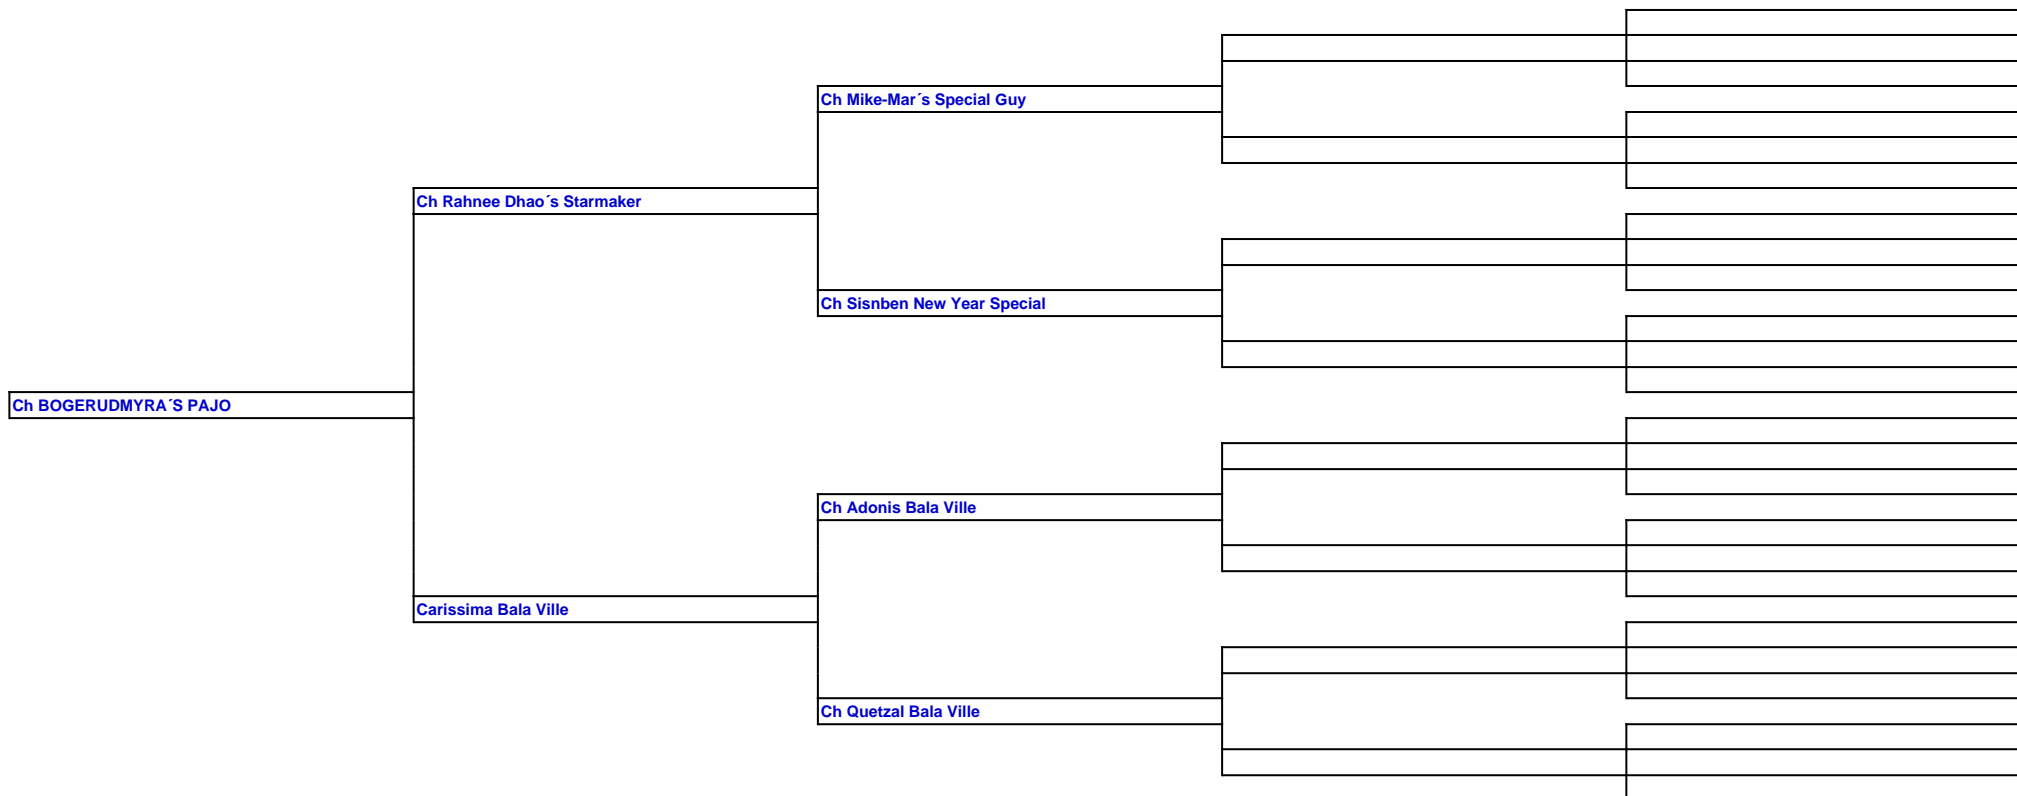 Ch Mike-Mar´s Special Guy
Ch Rahnee Dhao´s Starmaker
Ch Sisnben New Year Special
Ch BOGERUDMYRA´S PAJO
Ch Adonis Bala Ville
Carissima Bala Ville
Ch Quetzal Bala Ville